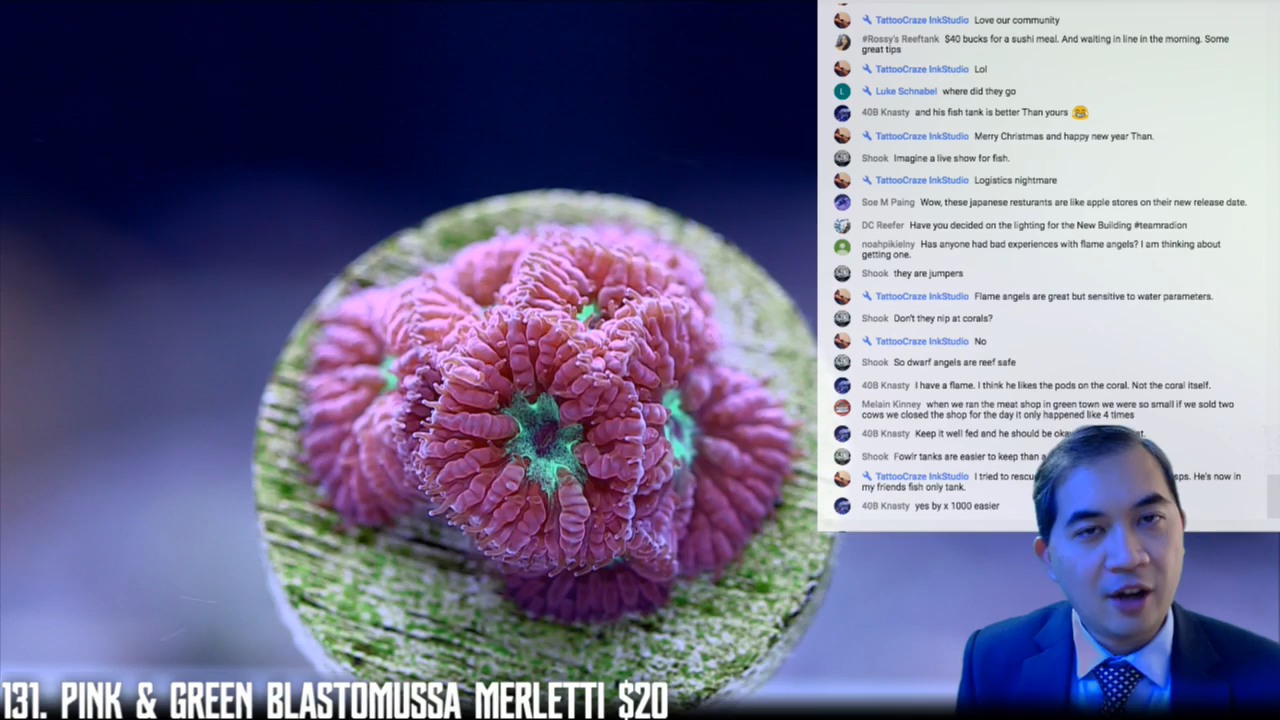 TattooCraze InkStudio Love our community
#Rossy's Reeftank $40 bucks for a sushi meal. And waiting in line in the morning. Some
great tips
TattooCraze InkStudio Lol
L Luke Schnabel where did they go
40B Knasty and his fish tank is better Than yours 😂
TattooCraze InkStudio Merry Christmas and happy new year Than.
Shook Imagine a live show for fish.
TattooCraze InkStudio Logistics nightmare
Soe M Paing Wow, these japanese resturants are like apple stores on their new release date.
DC Reefer Have you decided on the lighting for the New Building #teamradion
noahpikielny Has anyone had bad experiences with flame angels? I am thinking about
getting one.
Shook they are jumpers
TattooCraze InkStudio Flame angels are great but sensitive to water parameters.
Shook Don't they nip at corals?
TattooCraze InkStudio No
Shook So dwarf angels are reef safe
40B Knasty I have a flame. I think he likes the pods on the coral. Not the coral itself.
Melain Kinney when we ran the meat shop in green town we were so small if we sold two
cows we closed the shop for the day it only happened like 4 times
40B Knasty Keep it well fed and he should be
Shook Fowlr tanks are easier to keep than
TattooCraze InkStudio I tried to He's now in
my friends fish only tank.
40B Knasty yes by x 1000 easier
131. PINK & GREEN BLASTOMUSSA MERLETTI $20